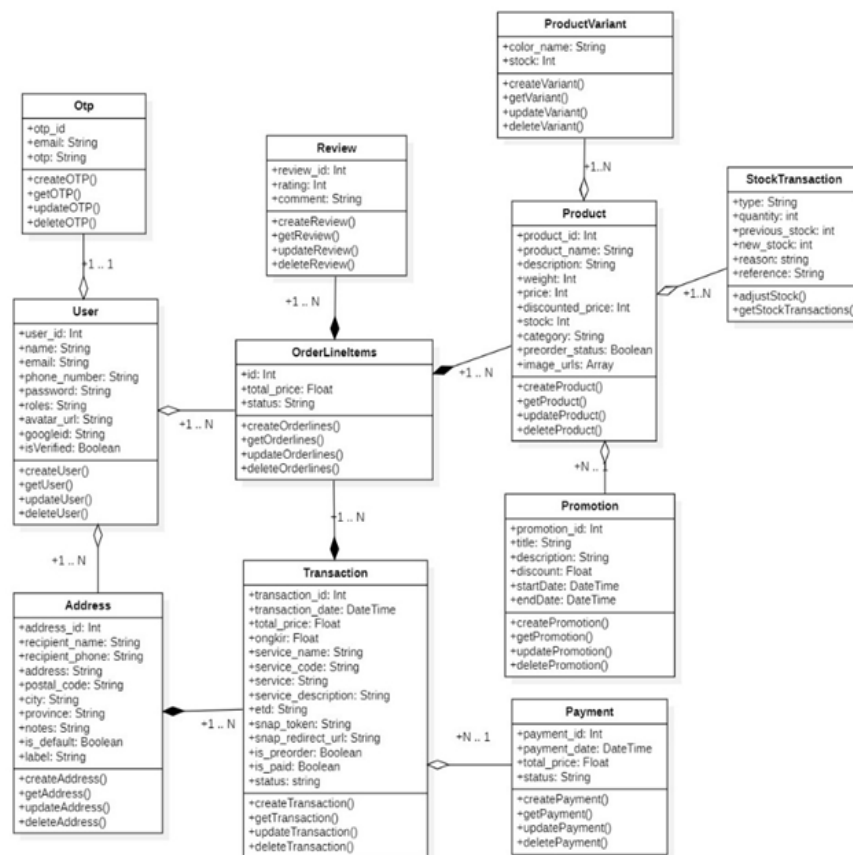 ProductVariant
+color_name: String
+stock: Int
+createVariant()
+getVariant()
+updateVariant()
+deleteVariant()
+1..N
Otp
+otp_id
+email: String
+otp: String
+createOTP()
+getOTP()
+updateOTP()
+deleteOTP()
+1 .. 1
Review
+review_id: Int
+rating: Int
+comment: String
+createReview()
+getReview()
+updateReview()
+deleteReview()
+1 .. N
StockTransaction
+type: String
+quantity: int
+previous_stock: int
+new_stock: int
+reason: string
+reference: String
+adjustStock()
+getStockTransactions()
+1..N
Product
+product_id: Int
+product_name: String
+description: String
+weight: Int
+price: Int
+discounted_price: Int
+stock: Int
+category: String
+preorder_status: Boolean
+image_urls: Array
+createProduct()
+getProduct()
+updateProduct()
+deleteProduct()
+N .. 1
User
+user_id: Int
+name: String
+email: String
+phone_number: String
+password: String
+roles: String
+avatar_url: String
+googleid: String
+isVerified: Boolean
+createUser()
+getUser()
+updateUser()
+deleteUser()
+1 .. N
OrderLineItems
+id: Int
+total_price: Float
+status: String
+createOrderlines()
+getOrderlines()
+updateOrderlines()
+deleteOrderlines()
+1 .. N
+1 .. N
+1 .. N
Promotion
+promotion_id: Int
+title: String
+description: String
+discount: Float
+startDate: DateTime
+endDate: DateTime
+createPromotion()
+getPromotion()
+updatePromotion()
+deletePromotion()
Address
+address_id: Int
+recipient_name: String
+recipient_phone: String
+address: String
+postal_code: String
+city: String
+province: String
+notes: String
+is_default: Boolean
+label: String
+createAddress()
+getAddress()
+updateAddress()
+deleteAddress()
+1 .. N
Transaction
+transaction_id: Int
+transaction_date: DateTime
+total_price: Float
+ongkir: Float
+service_name: String
+service_code: String
+service: String
+service_description: String
+etd: String
+snap_token: String
+snap_redirect_url: String
+is_preorder: Boolean
+is_paid: Boolean
+status: string
+createTransaction()
+getTransaction()
+updateTransaction()
+deleteTransaction()
+N .. 1
Payment
+payment_id: Int
+payment_date: DateTime
+total_price: Float
+status: String
+createPayment()
+getPayment()
+updatePayment()
+deletePayment()